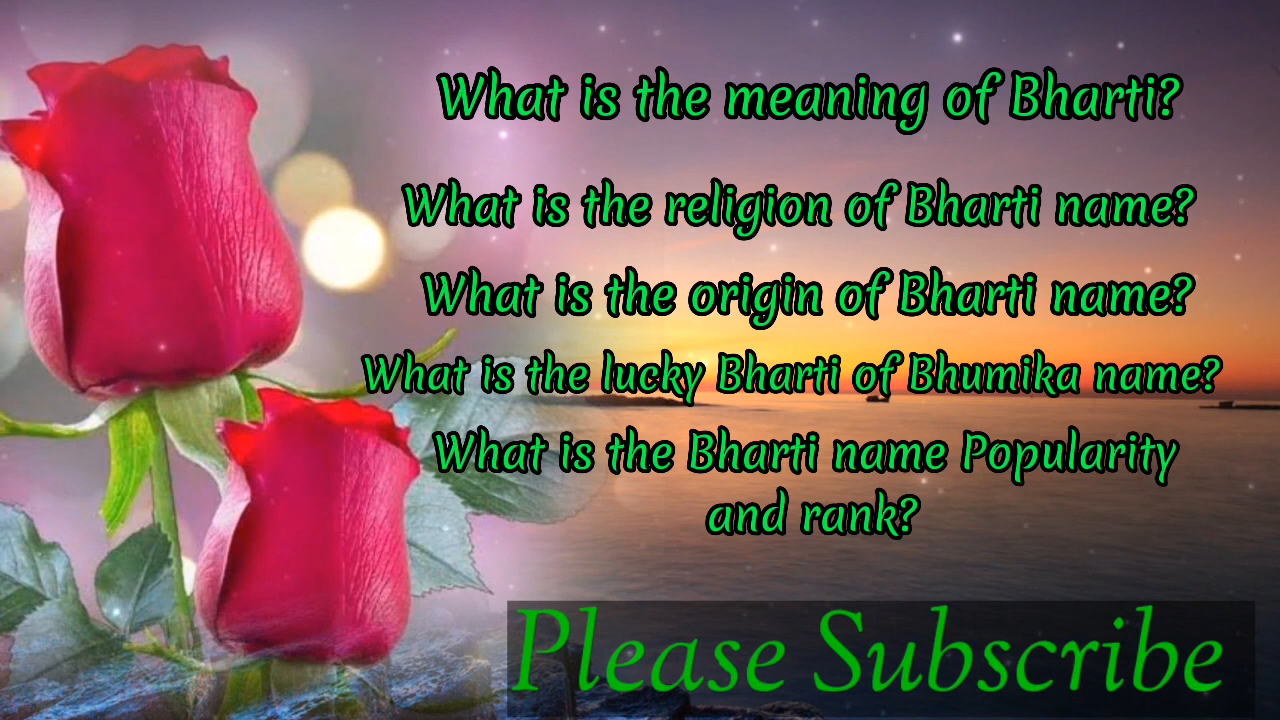 What is the meaning of Bharti?
What is the religion of Bharti name?
What is the origin of Bharti name?
What is the lucky Bharti of Bhumika name?
What is the Bharti name Popularity
and rank?
Please Subscribe